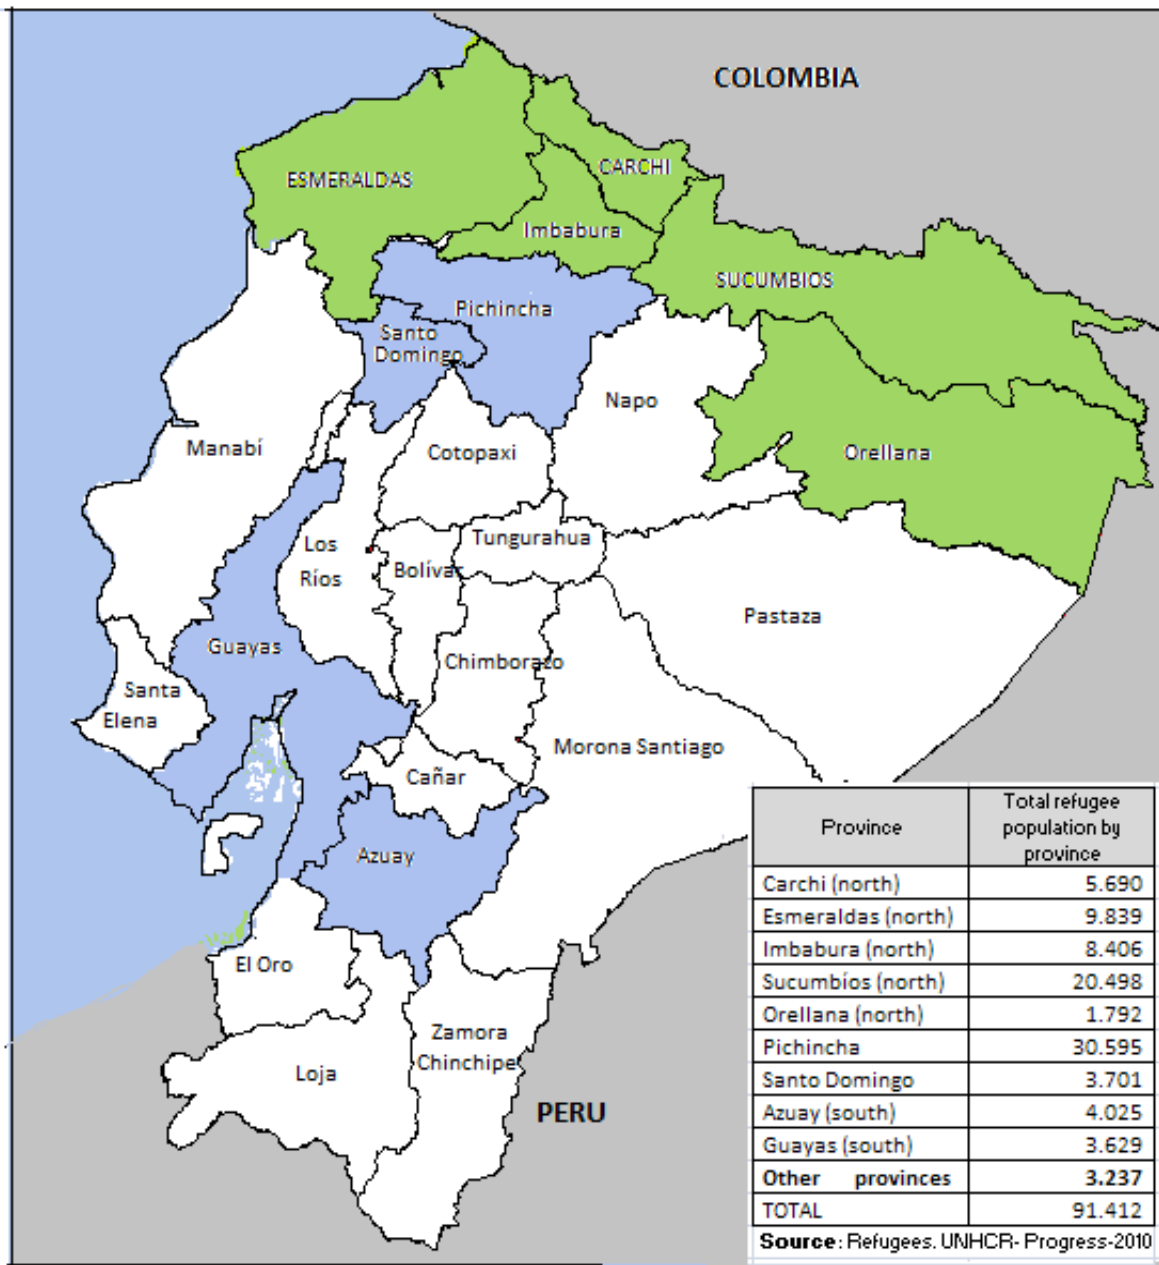 COLOMBIA
CARCHI
ESMERALDAS
Imbabura
SUCUMBIOS
Pichincha
Santo
Domingo
Napo
Manabí
Cotopaxi
Orellana
Los
Ríos
Tungurahua
Bolívar
Pastaza
Guayas
Chimborazo
Santa
Elena
Morona Santiago
Cañar
Azuay
El Oro
Zamora
Chinchipe
Loja
PERU
Province
Total refugee
population by
province
Carchi (north) 5.690
Esmeraldas (north) 9.839
Imbabura (north) 8.406
Sucumbíos (north) 20.498
Orellana (north) 1.792
Pichincha 30.595
Santo Domingo 3.701
Azuay (south) 4.025
Guayas (south) 3.629
Other provinces 3.237
TOTAL 91.412
Source: Refugees. UNHCR- Progress-2010